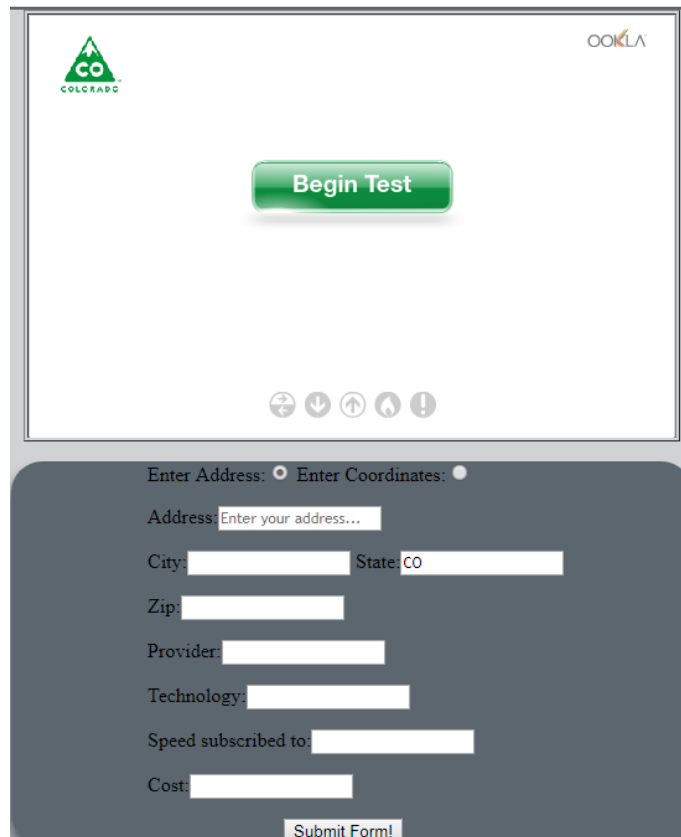 OOKLA
CO
COLORADO
Begin Test
Enter Address: Enter Coordinates:
Address: Enter your address...
City: State: CO
Zip:
Provider:
Technology:
Speed subscribed to:
Cost:
Submit Form!